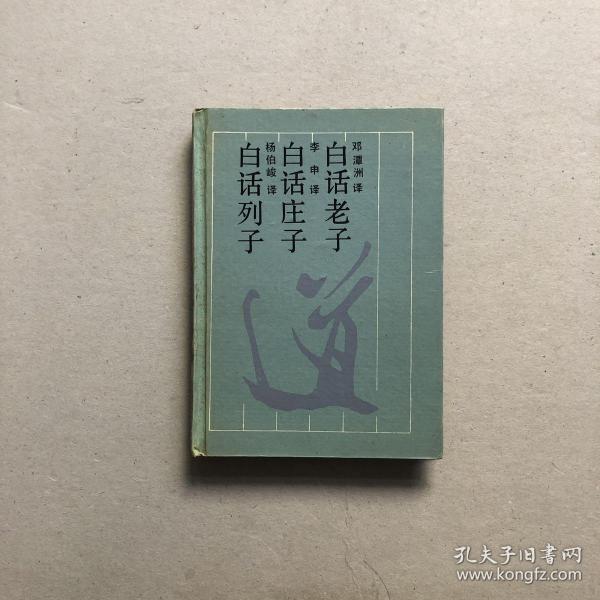 邓潭洲 译
白话老子
李申 译
白话庄子
杨伯峻 译
白话列子
道
孔夫子旧書网
www.kongfz.com